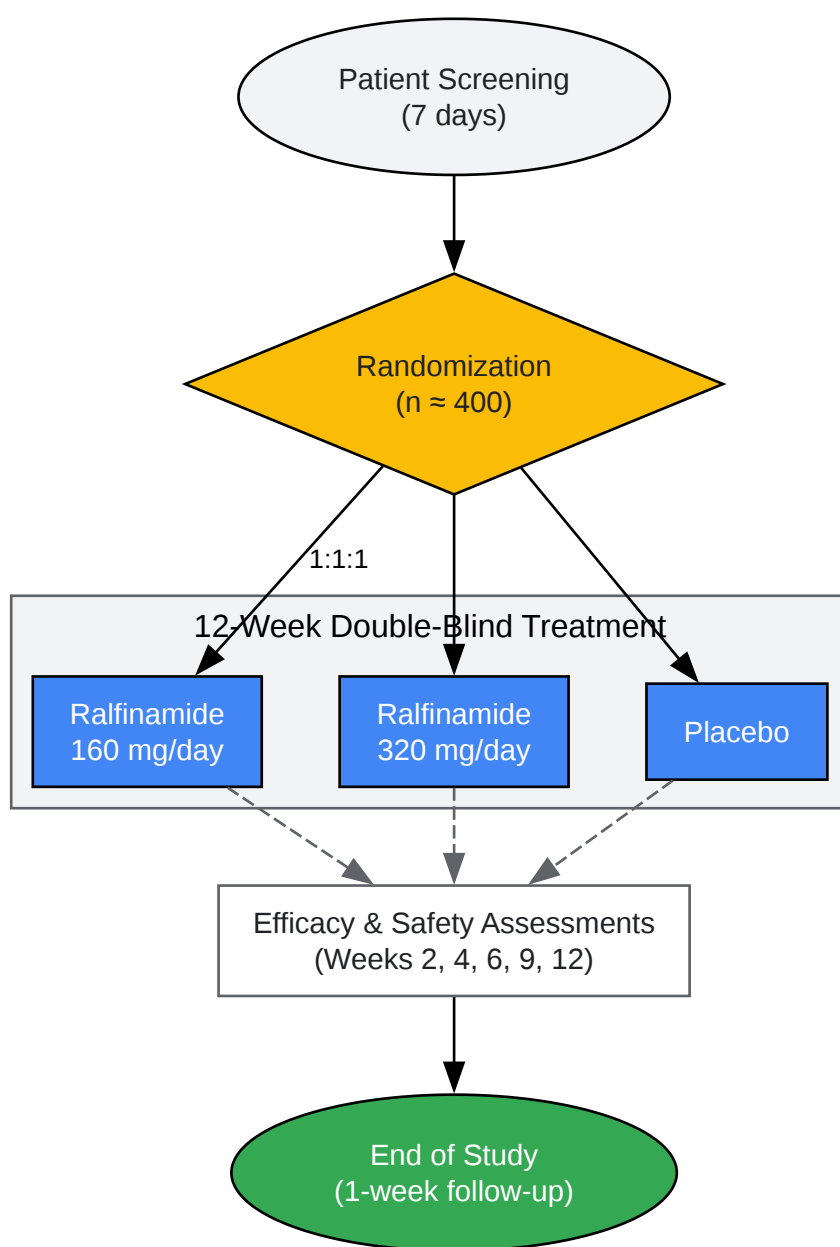 Patient Screening
(7 days)
Randomization
(n ≈ 400)
1:1:1
12-Week Double-Blind Treatment
Ralfinamide
160 mg/day
Ralfinamide
320 mg/day
Placebo
Efficacy & Safety Assessments
(Weeks 2, 4, 6, 9, 12)
End of Study
(1-week follow-up)